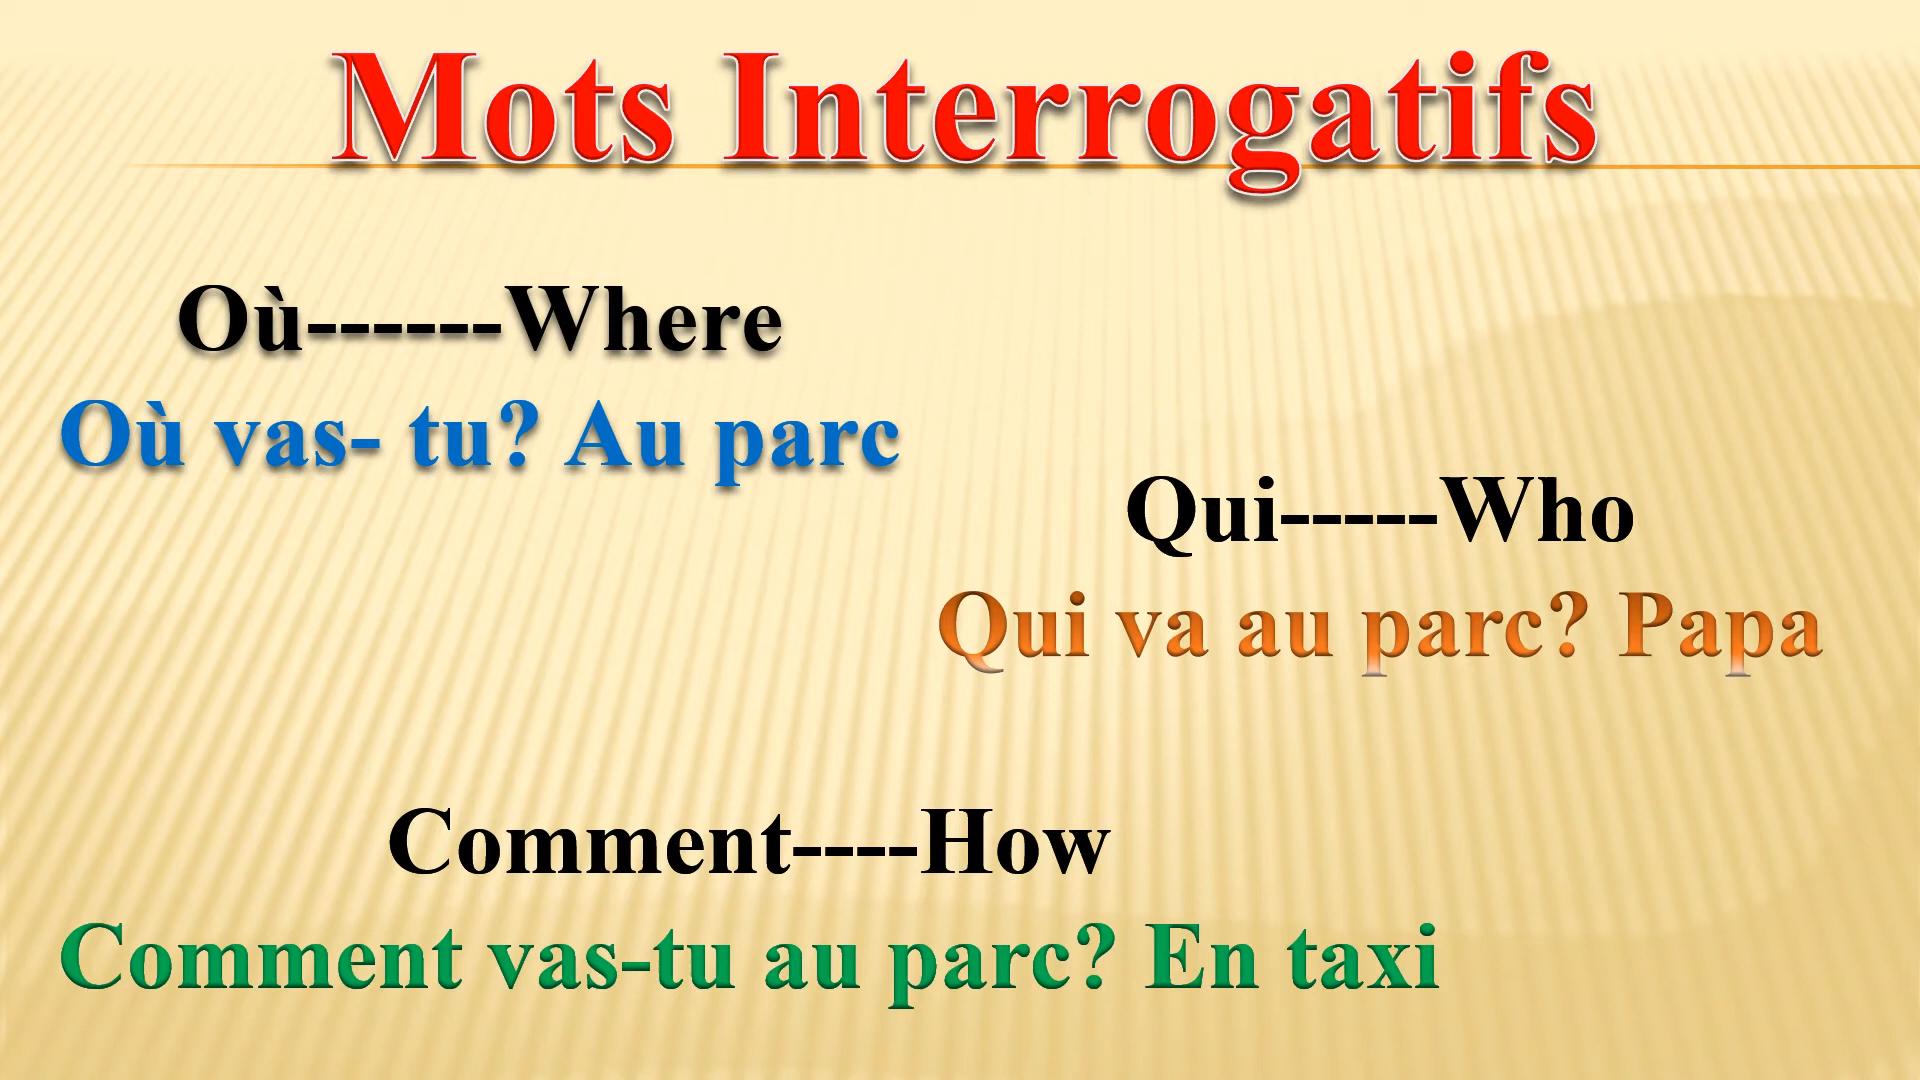 Mots Interrogatifs
Où------Where
Où vas- tu? Au parc
Qui-----Who
Qui va au parc? Papa
Comment----How
Comment vas-tu au parc? En taxi